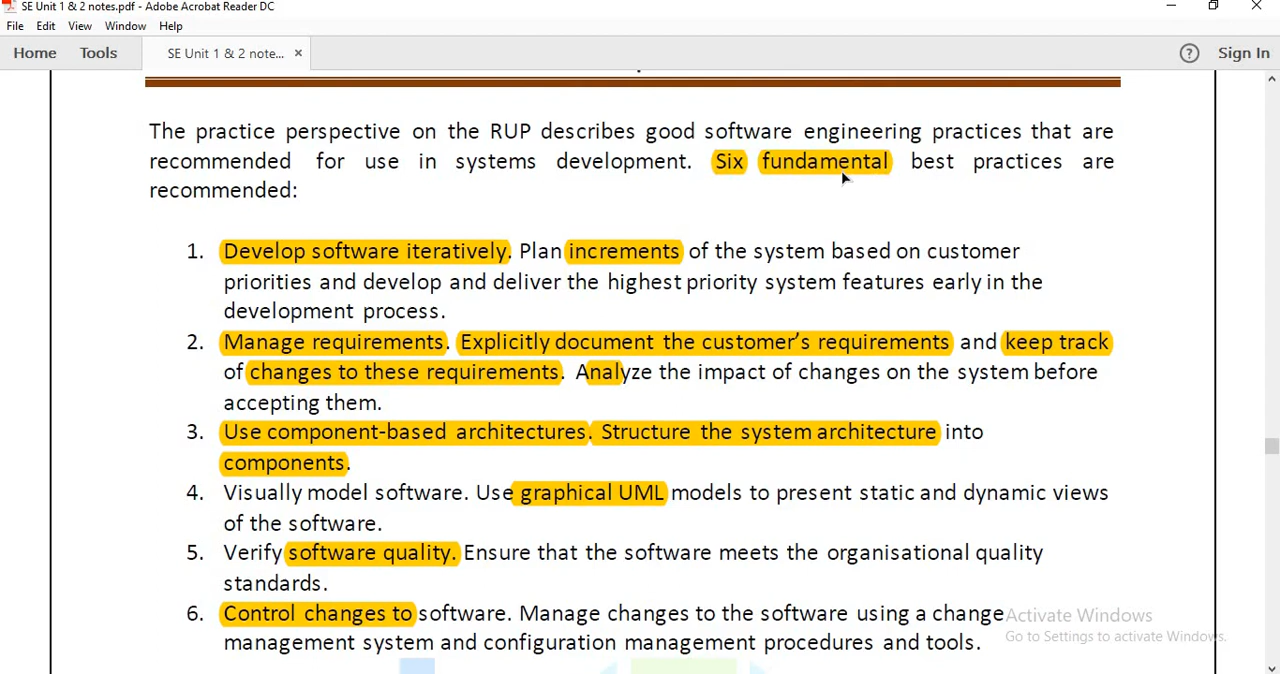 SE Unit 1 & 2 notes.pdf - Adobe Acrobat Reader DC
File Edit View Window Help
Home Tools SE Unit 1 & 2 note... × ? Sign In
The practice perspective on the RUP describes good software engineering practices that are
recommended for use in systems development. Six fundamental best practices are
recommended:
1. Develop software iteratively. Plan increments of the system based on customer
priorities and develop and deliver the highest priority system features early in the
development process.
2. Manage requirements. Explicitly document the customer's requirements and keep track
of changes to these requirements. Analyze the impact of changes on the system before
accepting them.
3. Use component-based architectures. Structure the system architecture into
components.
4. Visually model software. Use graphical UML models to present static and dynamic views
of the software.
5. Verify software quality. Ensure that the software meets the organisational quality
standards.
6. Control changes to software. Manage changes to the software using a change
management system and configuration management procedures and tools.
Activate Windows
Go to Settings to activate Windows.